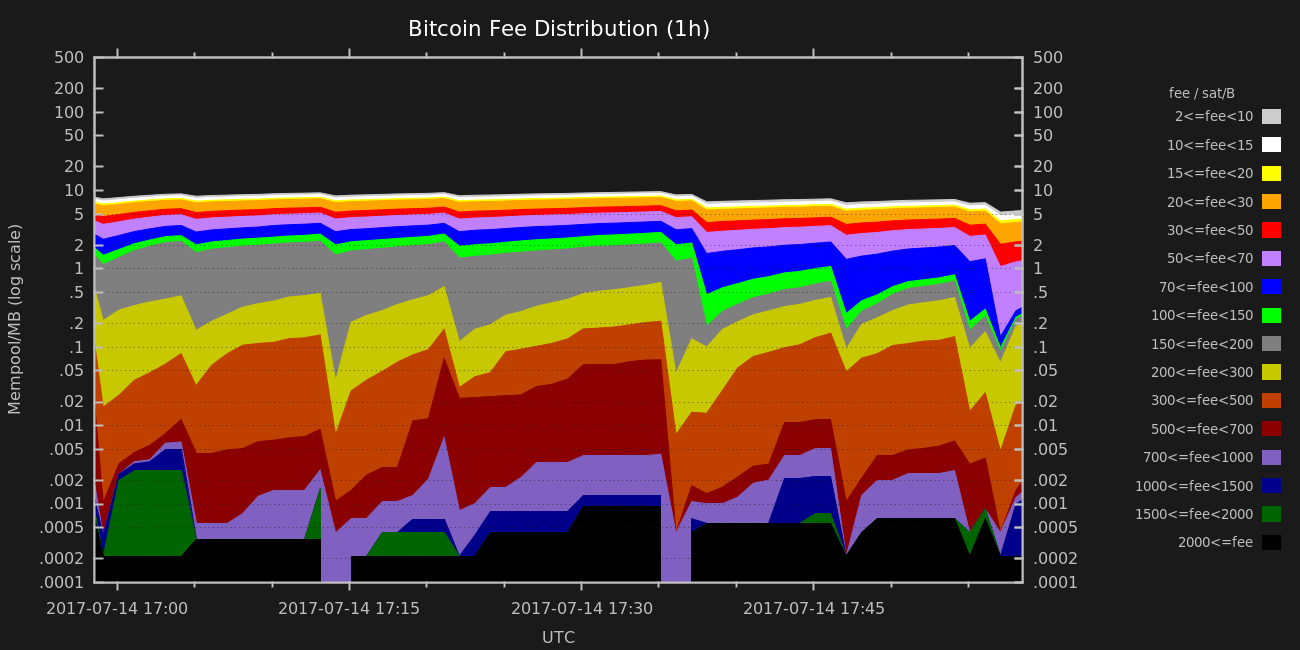 Bitcoin Fee Distribution (1h)
Mempool/MB (log scale)
500
200
100
50
20
10
5
2
1
.5
.2
.1
.05
.02
.01
.005
.002
.001
.0005
.0002
.0001
500
200
100
50
20
10
5
2
1
.5
.2
.1
.05
.02
.01
.005
.002
.001
.0005
.0002
.0001
2017-07-14 17:00 2017-07-14 17:15 2017-07-14 17:30 2017-07-14 17:45
UTC
fee / sat/B
2<=fee<10
10<=fee<15
15<=fee<20
20<=fee<30
30<=fee<50
50<=fee<70
70<=fee<100
100<=fee<150
150<=fee<200
200<=fee<300
300<=fee<500
500<=fee<700
700<=fee<1000
1000<=fee<1500
1500<=fee<2000
2000<=fee